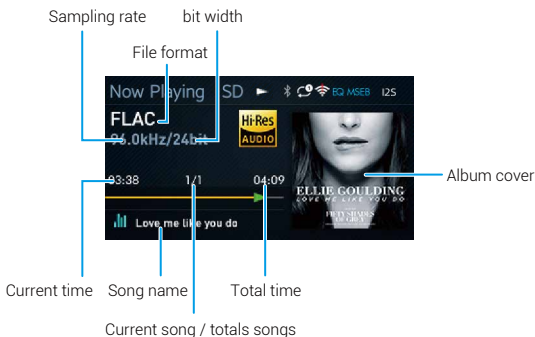 Sampling rate bit width
File format
Now Playing SD EQ MSEB I2S
FLAC
96.0kHz/24bit
Hi-Res
AUDIO
03:38 1/1 04:09
Love me like you do
ELLIE GOULDING
LOVE ME LIKE YOU DO
FIFTY SHADES
OF GREY
Album cover
Current time Song name Total time
Current song / totals songs